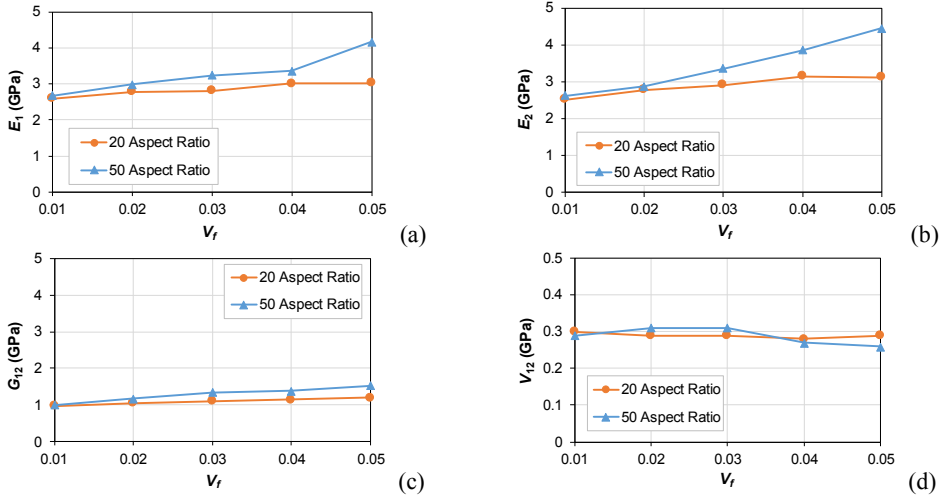 5
4
3
2
1
0
E1 (GPa)
20 Aspect Ratio
50 Aspect Ratio
0.01 0.02 0.03 0.04 0.05
Vf
(a)
5
4
3
2
1
0
E2 (GPa)
20 Aspect Ratio
50 Aspect Ratio
0.01 0.02 0.03 0.04 0.05
Vf
(b)
5
4
3
2
1
0
G12 (GPa)
20 Aspect Ratio
50 Aspect Ratio
0.01 0.02 0.03 0.04 0.05
Vf
(c)
0.5
0.4
0.3
0.2
0.1
0
V12
20 Aspect Ratio
50 Aspect Ratio
0.01 0.02 0.03 0.04 0.05
Vf
(d)